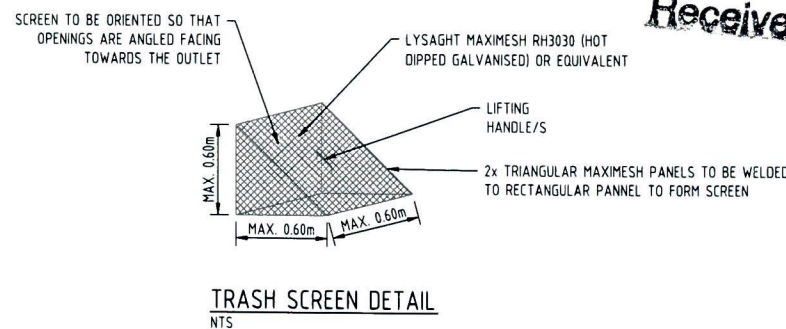 SCREEN TO BE ORIENTED SO THAT
OPENINGS ARE ANGLED FACING
TOWARDS THE OUTLET
Receive
LYSAGHT MAXIMESH RH3030 (HOT
DIPPED GALVANISED) OR EQUIVALENT
LIFTING
HANDLE/S
2x TRIANGULAR MAXIMESH PANELS TO BE WELDED
TO RECTANGULAR PANNEL TO FORM SCREEN
MAX. 0.60m
MAX. 0.60m
MAX. 0.60m
TRASH SCREEN DETAIL
NTS